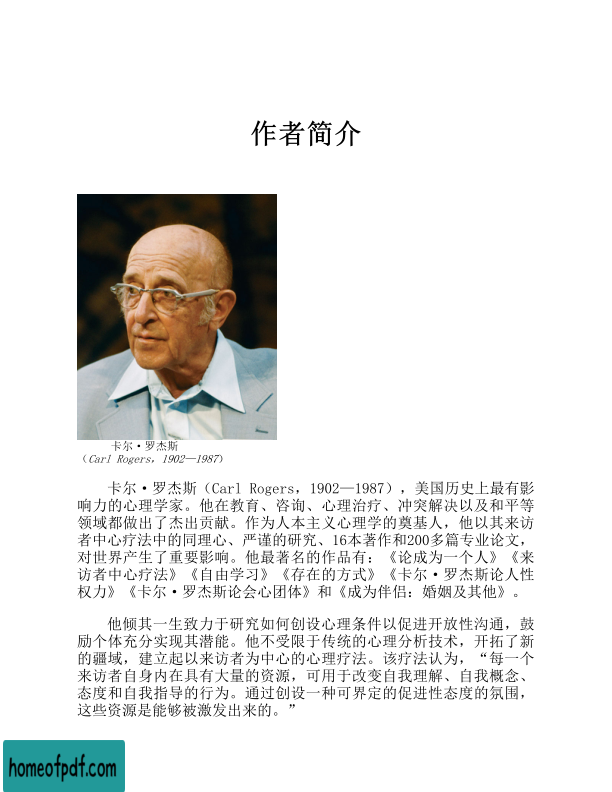 作者简介
卡尔·罗杰斯
（Carl Rogers，1902—1987）
卡尔·罗杰斯（Carl Rogers，1902—1987），美国历史上最有影
响力的心理学家。他在教育、咨询、心理治疗、冲突解决以及和平等
领域都做出了杰出贡献。作为人本主义心理学的奠基人，他以其来访
者中心疗法中的同理心、严谨的研究、16本著作和200多篇专业论文，
对世界产生了重要影响。他最著名的作品有：《论成为一个人》《来
访者中心疗法》《自由学习》《存在的方式》《卡尔·罗杰斯论人性
权力》《卡尔·罗杰斯论会心团体》和《成为伴侣：婚姻及其他》。
他倾其一生致力于研究如何创设心理条件以促进开放性沟通，鼓
励个体充分实现其潜能。他不受限于传统的心理分析技术，开拓了新
的疆域，建立起以来访者为中心的心理疗法。该疗法认为，“每一个
来访者自身内在具有大量的资源，可用于改变自我理解、自我概念、
态度和自我指导的行为。通过创设一种可界定的促进性态度的氛围，
这些资源是能够被激发出来的。”
homeofpdf.com